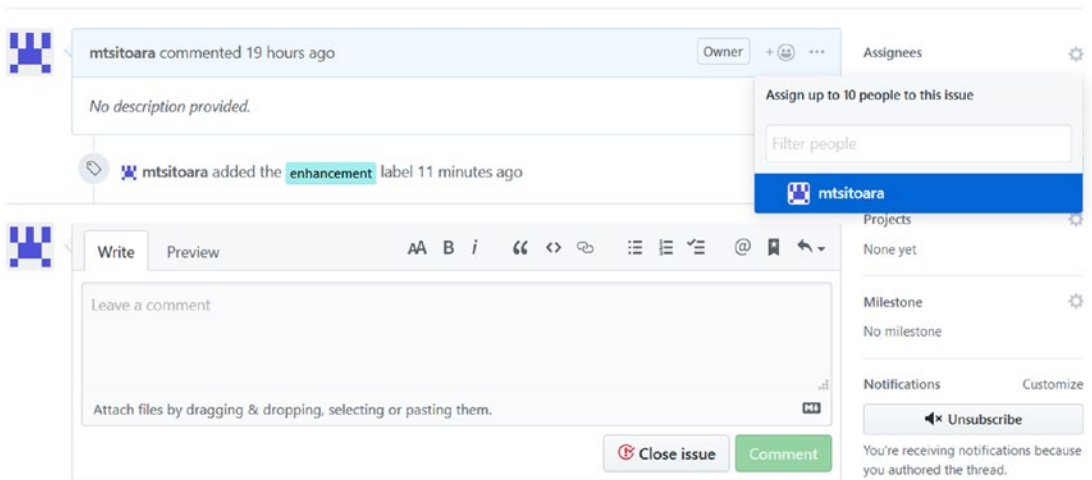 mtsitoara commented 19 hours ago
Owner
No description provided.
mtsitoara added the enhancement label 11 minutes ago
Write
Preview
AA B i
Leave a comment
Attach files by dragging & dropping, selecting or pasting them.
Close issue
Comment
Assignees
Assign up to 10 people to this issue
Filter people
mtsitoara
Projects
None yet
Milestone
No milestone
Notifications
Customize
Unsubscribe
You're receiving notifications because
you authored the thread.